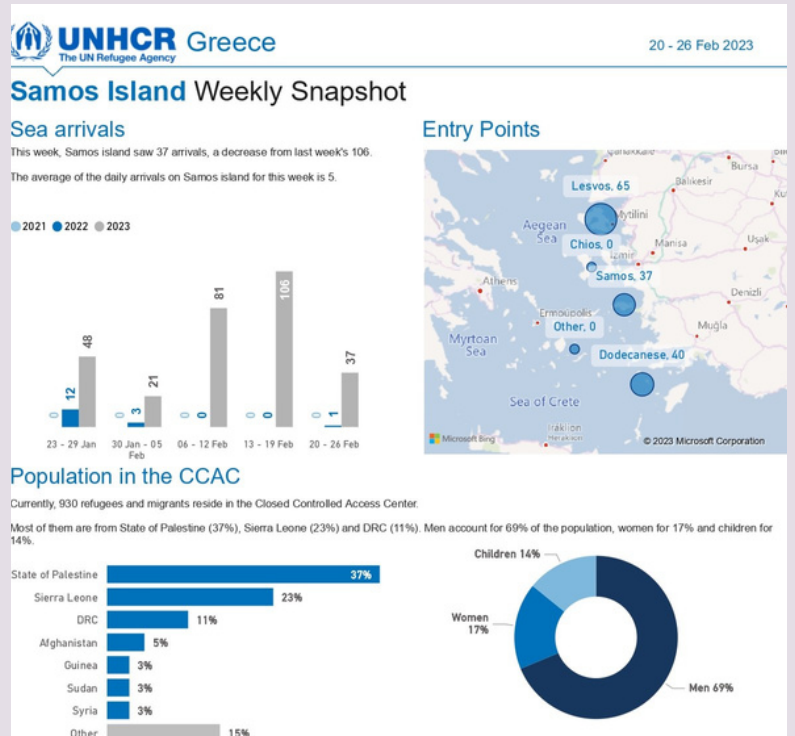 UNHCR Greece
The UN Refugee Agency
20 - 26 Feb 2023
Samos Island Weekly Snapshot
Sea arrivals
This week, Samos island saw 37 arrivals, a decrease from last week's 106.
The average of the daily arrivals on Samos island for this week is 5.
2021 2022 2023
0 12 48
0 3 21
0 0 81
0 0 106
0 1 37
23 - 29 Jan
30 Jan - 05 Feb
06 - 12 Feb
13 - 19 Feb
20 - 26 Feb
Entry Points
Bursa
Balıkesir
Lesvos, 65
Mytilini
Aegean
Sea
Chios, 0
Izmir
Manisa
Uşak
Samos, 37
Athens
Denizli
Ermoupolis
Other, 0
Muğla
Myrtoan
Sea
Dodecanese, 40
Sea of Crete
Iraklion
Microsoft Bing
© 2023 Microsoft Corporation
Population in the CCAC
Currently, 930 refugees and migrants reside in the Closed Controlled Access Center.
Most of them are from State of Palestine (37%), Sierra Leone (23%) and DRC (11%). Men account for 69% of the population, women for 17% and children for
14%.
State of Palestine 37%
Sierra Leone 23%
DRC 11%
Afghanistan 5%
Guinea 3%
Sudan 3%
Syria 3%
Other 15%
Children 14%
Women
17%
Men 69%